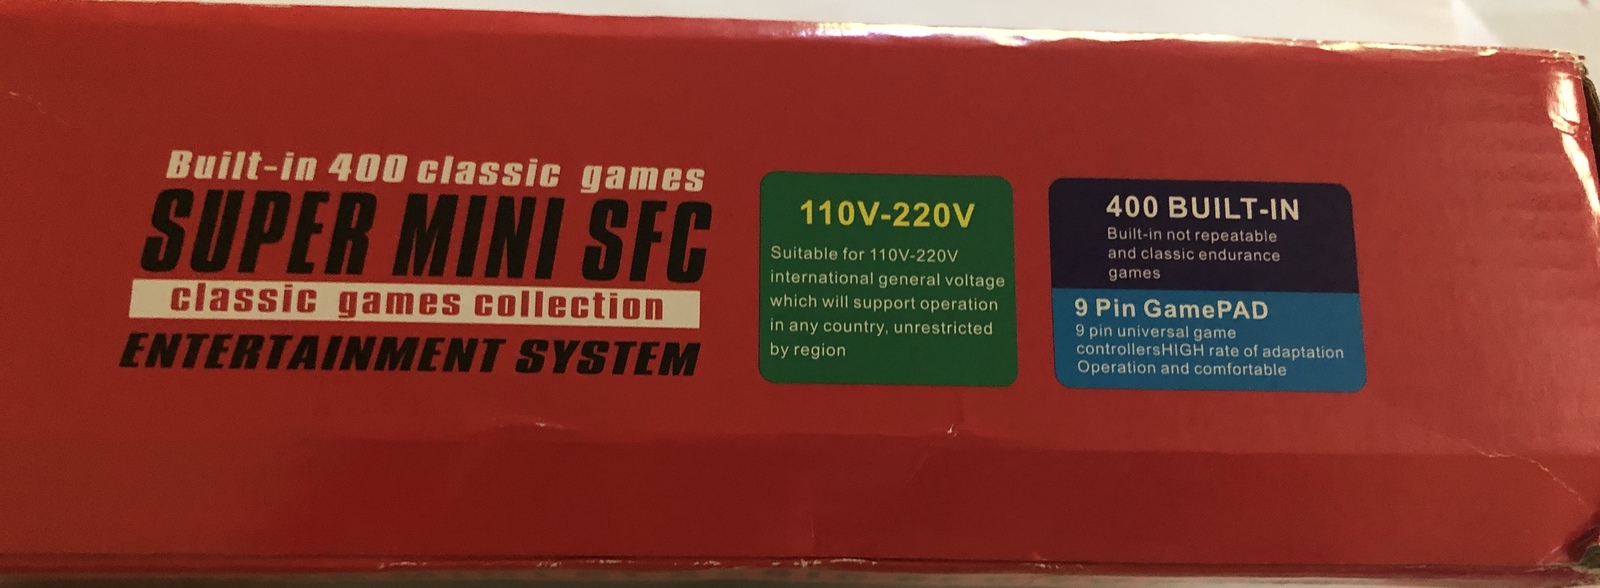 Built-in 400 classic games
SUPER MINI SFC
classic games collection
ENTERTAINMENT SYSTEM
110V-220V
Suitable for 110V-220V
international general voltage
which will support operation
in any country, unrestricted
by region
400 BUILT-IN
Built-in not repeatable
and classic endurance
games
9 Pin GamePAD
9 pin universal game
controllersHIGH rate of adaptation
Operation and comfortable